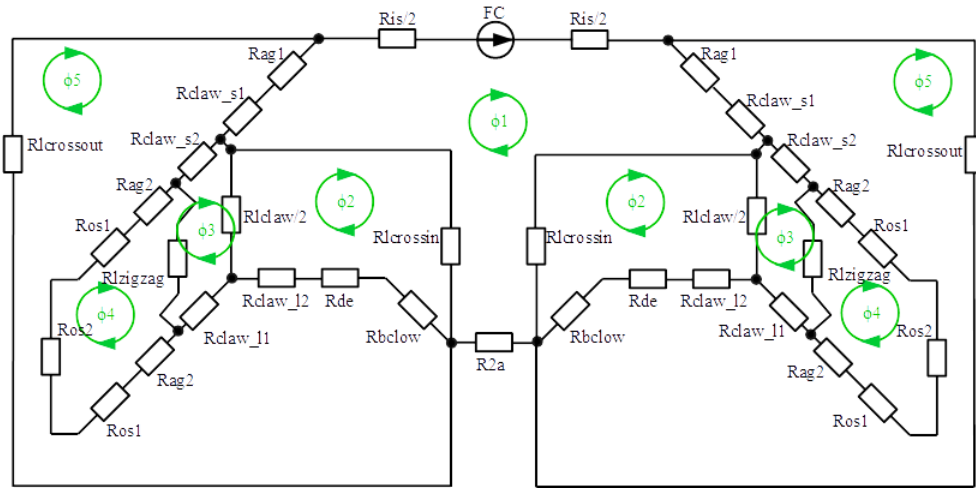 Ris/2 FC Ris/2
Rag1 Rag1
ϕ5 ϕ5
Rclaw_s1 Rclaw_s1
ϕ1
Rclaw_s2 Rclaw_s2
Rlcrossout Rlcrossout
Rag2 Rag2
ϕ2 ϕ2
Ros1 Rlclaw/2 Rlclaw/2 Ros1
ϕ3 ϕ3
Rlcrossin Rlcrossin
Rlzigzag Rlzigzag
Rclaw_l2 Rde Rde Rclaw_l2
ϕ4 ϕ4
Ros2 Rclaw_l1 Rbclow Rbclow Rclaw_l1 Ros2
R2a
Rag2 Rag2
Ros1 Ros1